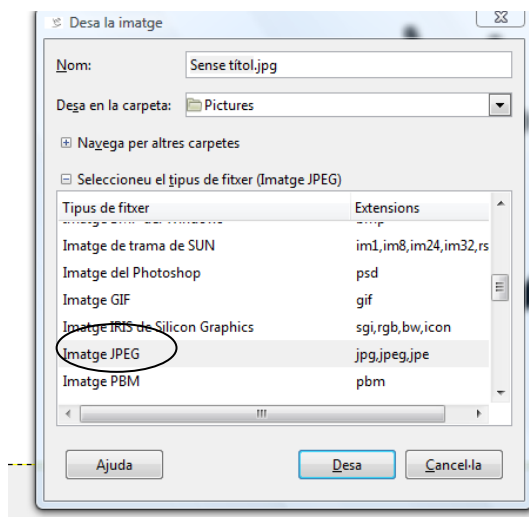 Desa la imatge
Nom: Sense títol.jpg
Desa en la carpeta: Pictures
Navega per altres carpetes
Seleccioneu el tipus de fitxer (Imatge JPEG)
Tipus de fitxer Extensions
Imatge de trama de SUN im1,im8,im24,im32,rs
Imatge del Photoshop psd
Imatge GIF gif
Imatge IRIS de Silicon Graphics sgi,rgb,bw,icon
Imatge JPEG jpg,jpeg,jpe
Imatge PBM pbm
Ajuda Desa Cancel·la